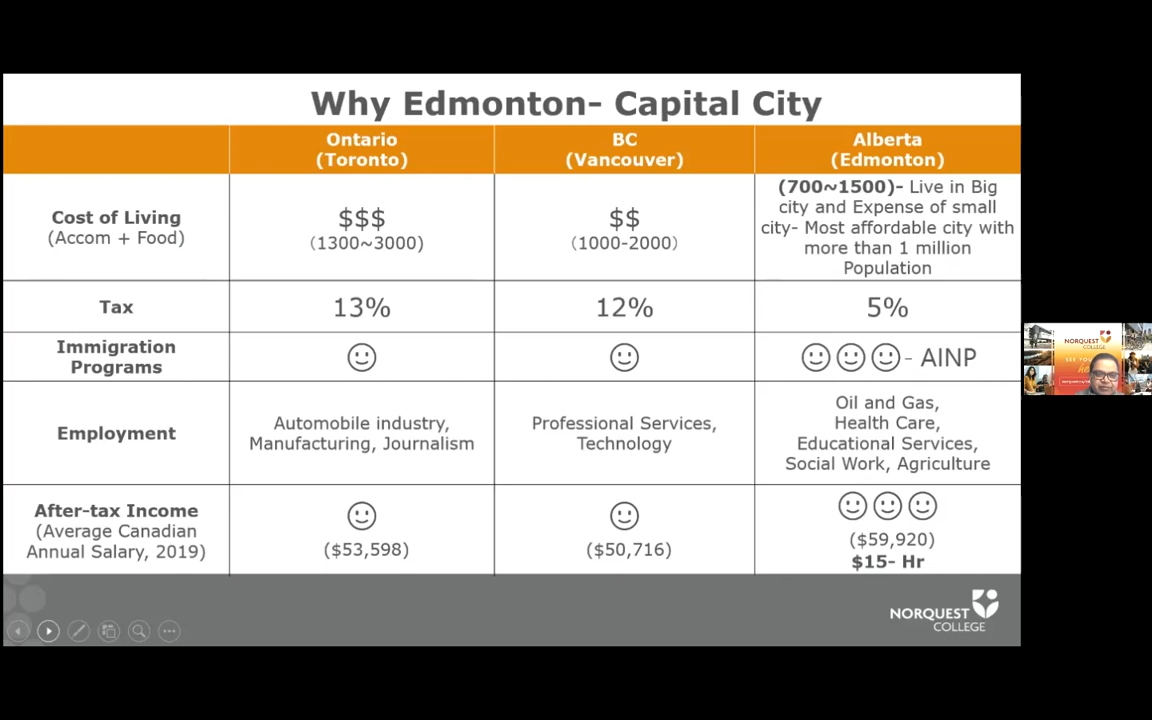 Why Edmonton- Capital City
Ontario
(Toronto)
BC
(Vancouver)
Alberta
(Edmonton)
Cost of Living
(Accom + Food)
$$$
(1300~3000)
$$
(1000-2000)
(700~1500)- Live in Big
city and Expense of small
city- Most affordable city with
more than 1 million
Population
Tax
13%
12%
5%
Immigration
Programs
- AINP
Employment
Automobile industry,
Manufacturing, Journalism
Professional Services,
Technology
Oil and Gas,
Health Care,
Educational Services,
Social Work, Agriculture
After-tax Income
(Average Canadian
Annual Salary, 2019)
($53,598)
($50,716)
($59,920)
$15- Hr
NORQUEST
COLLEGE
NORQUEST
COLLEGE